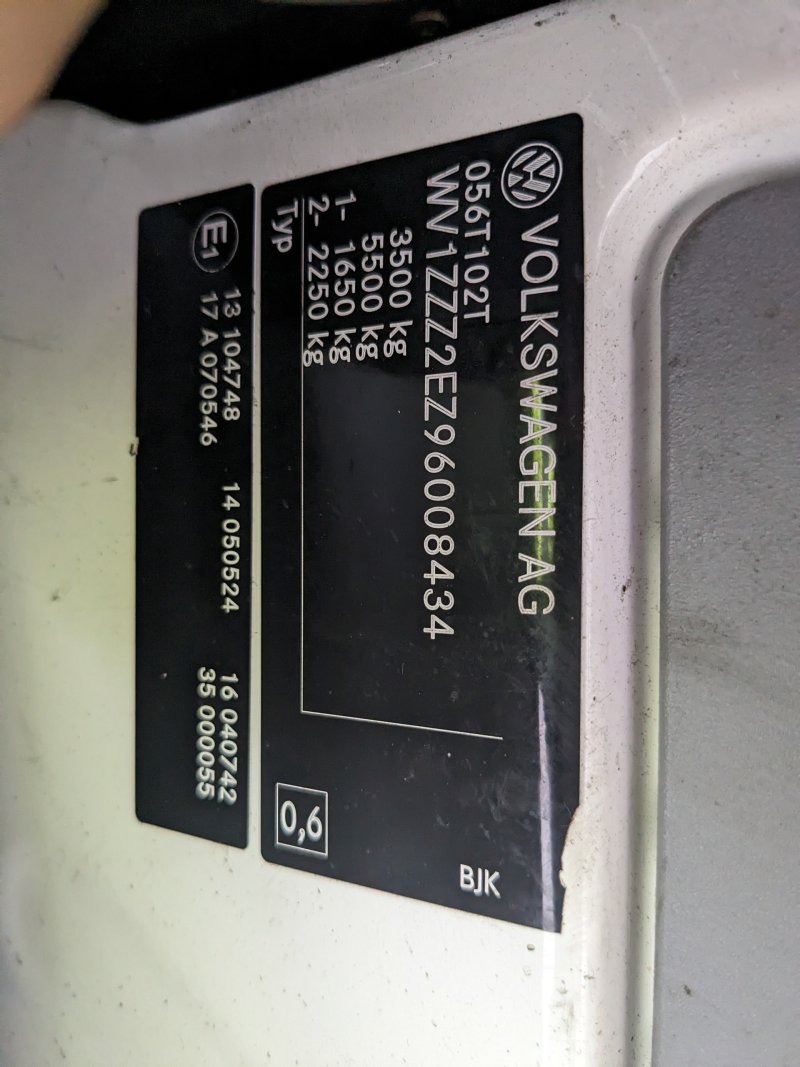 VOLKSWAGEN AG
056T102T
WV1ZZZ2EZ96008434
3500 kg
5500 kg
1- 1650 kg
2- 2250 kg
Typ
BJK
0,6
E1
13 104748 14 050524 16 040742
17 A 070546 35 000055